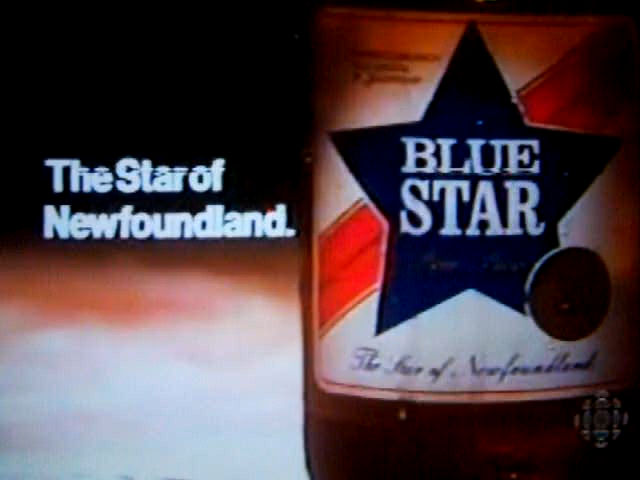 The Star of
Newfoundland.
BLUE
STAR
The Star of Newfoundland